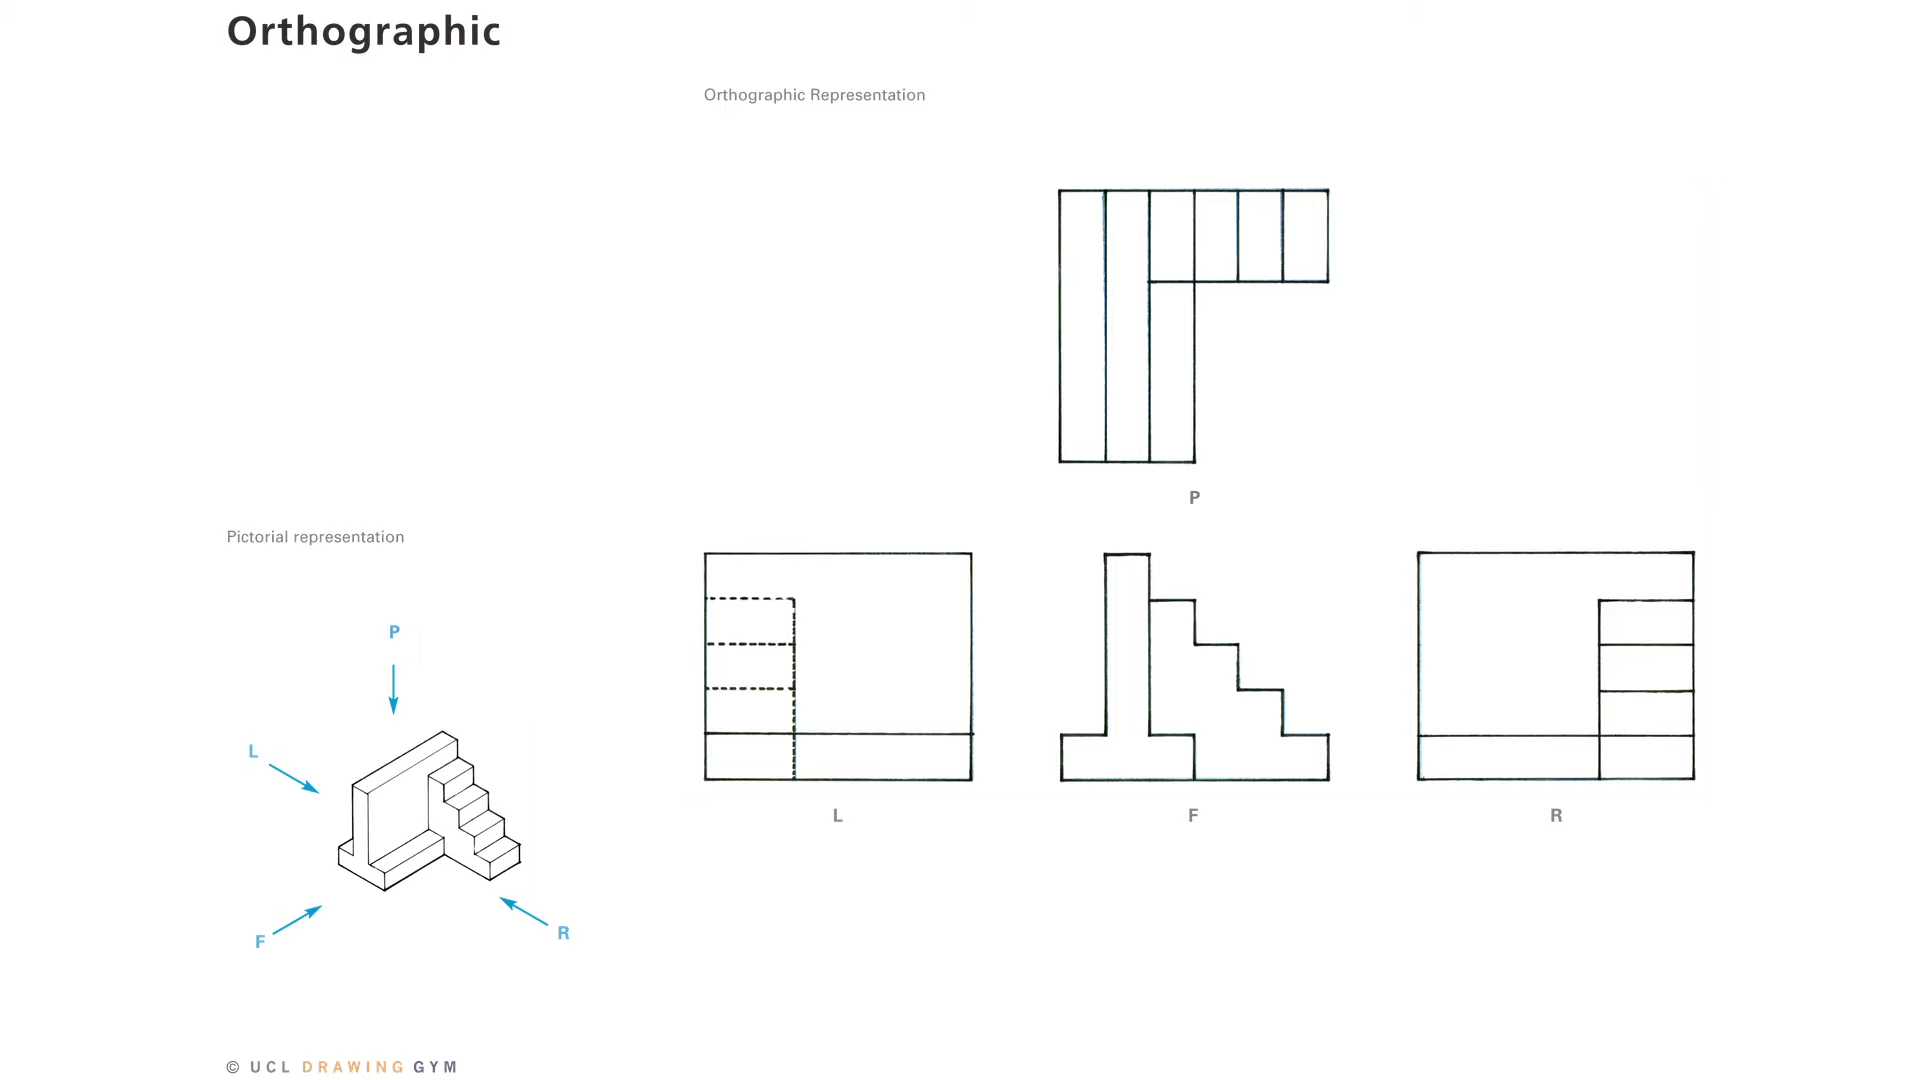 Orthographic
Orthographic Representation
P
Pictorial representation
P
L
F
R
L
F
R
© UCL DRAWING GYM